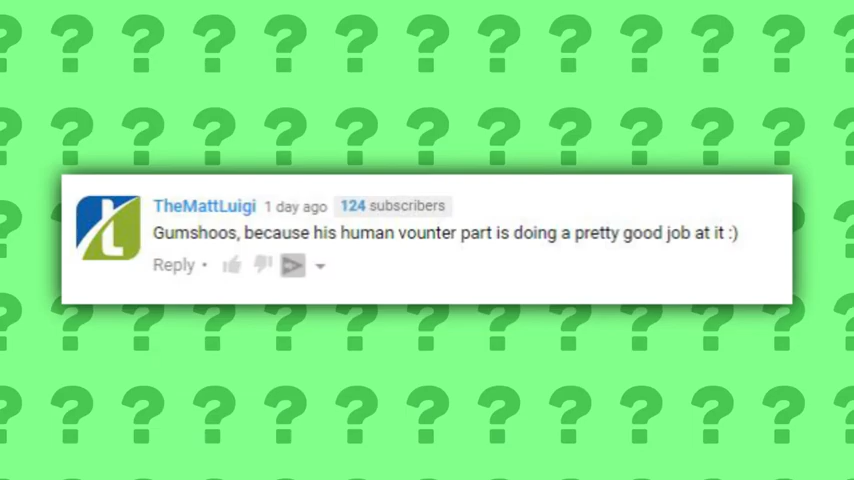 TheMattLuigi 1 day ago 124 subscribers
Gumshoos, because his human vounter part is doing a pretty good job at it :)
Reply •